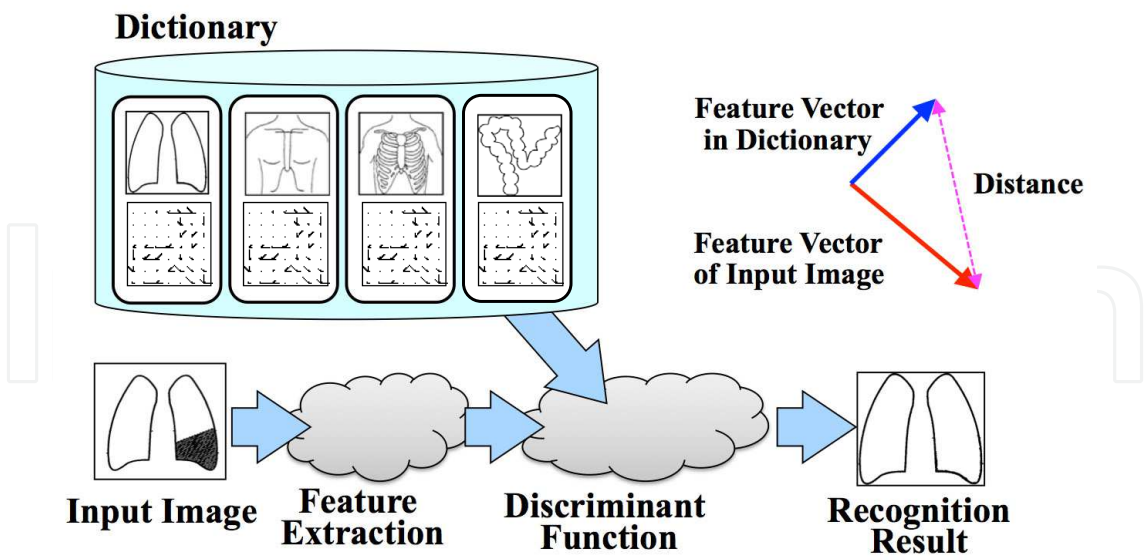 Dictionary
Feature Vector
in Dictionary
Distance
Feature Vector
of Input Image
Input Image
Feature
Extraction
Discriminant
Function
Recognition
Result